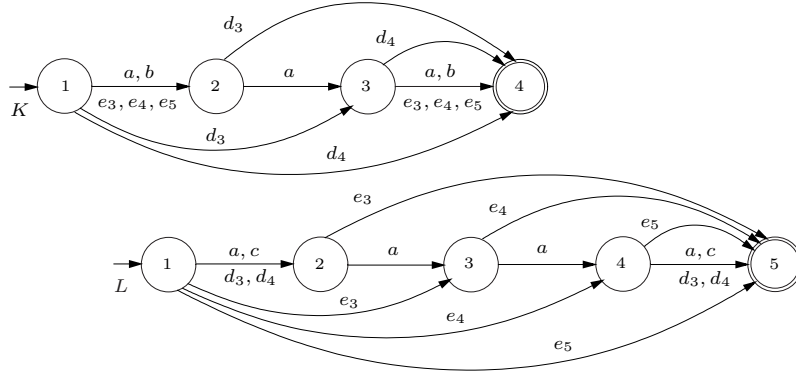 d₃
d₄
1
a, b
e₃, e₄, e₅
2
a
3
a, b
e₃, e₄, e₅
4
K
d₃
d₄
e₃
e₄
e₅
1
a, c
d₃, d₄
2
a
3
a
4
a, c
d₃, d₄
5
L
e₃
e₄
e₅